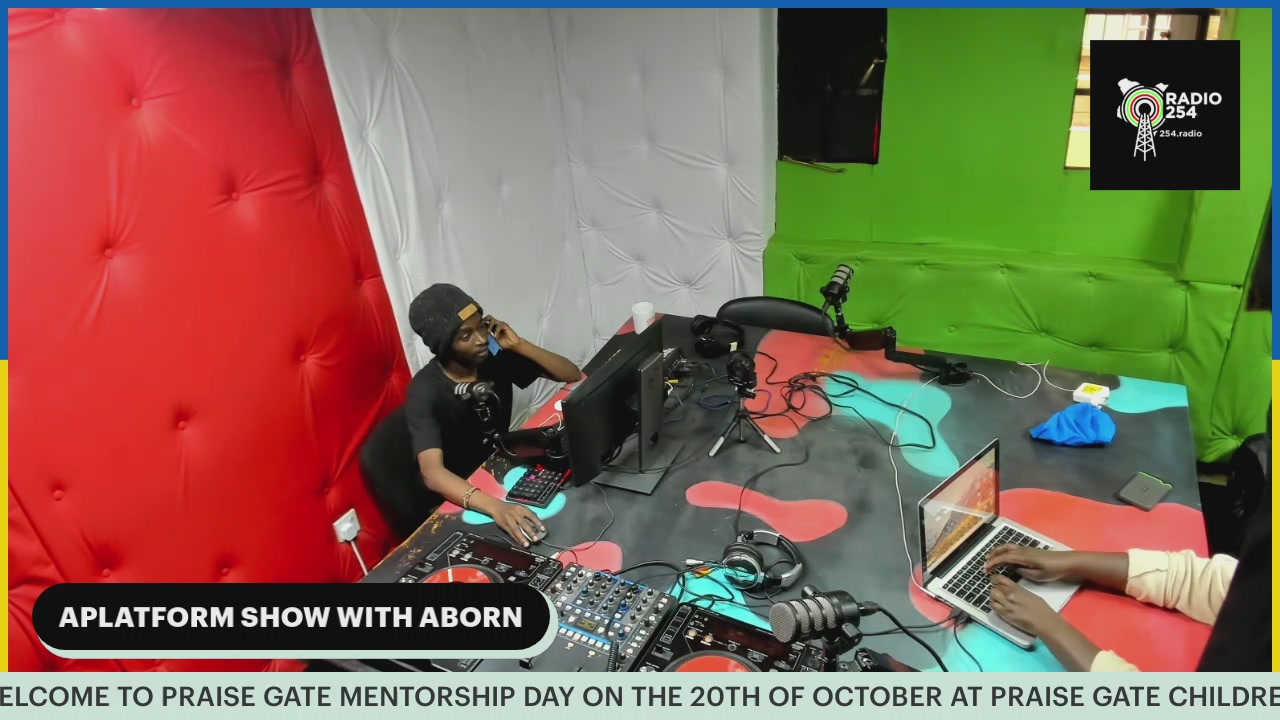 RADIO
254
254.radio
APLATFORM SHOW WITH ABORN
ELCOME TO PRAISE GATE MENTORSHIP DAY ON THE 20TH OF OCTOBER AT PRAISE GATE CHILDRE